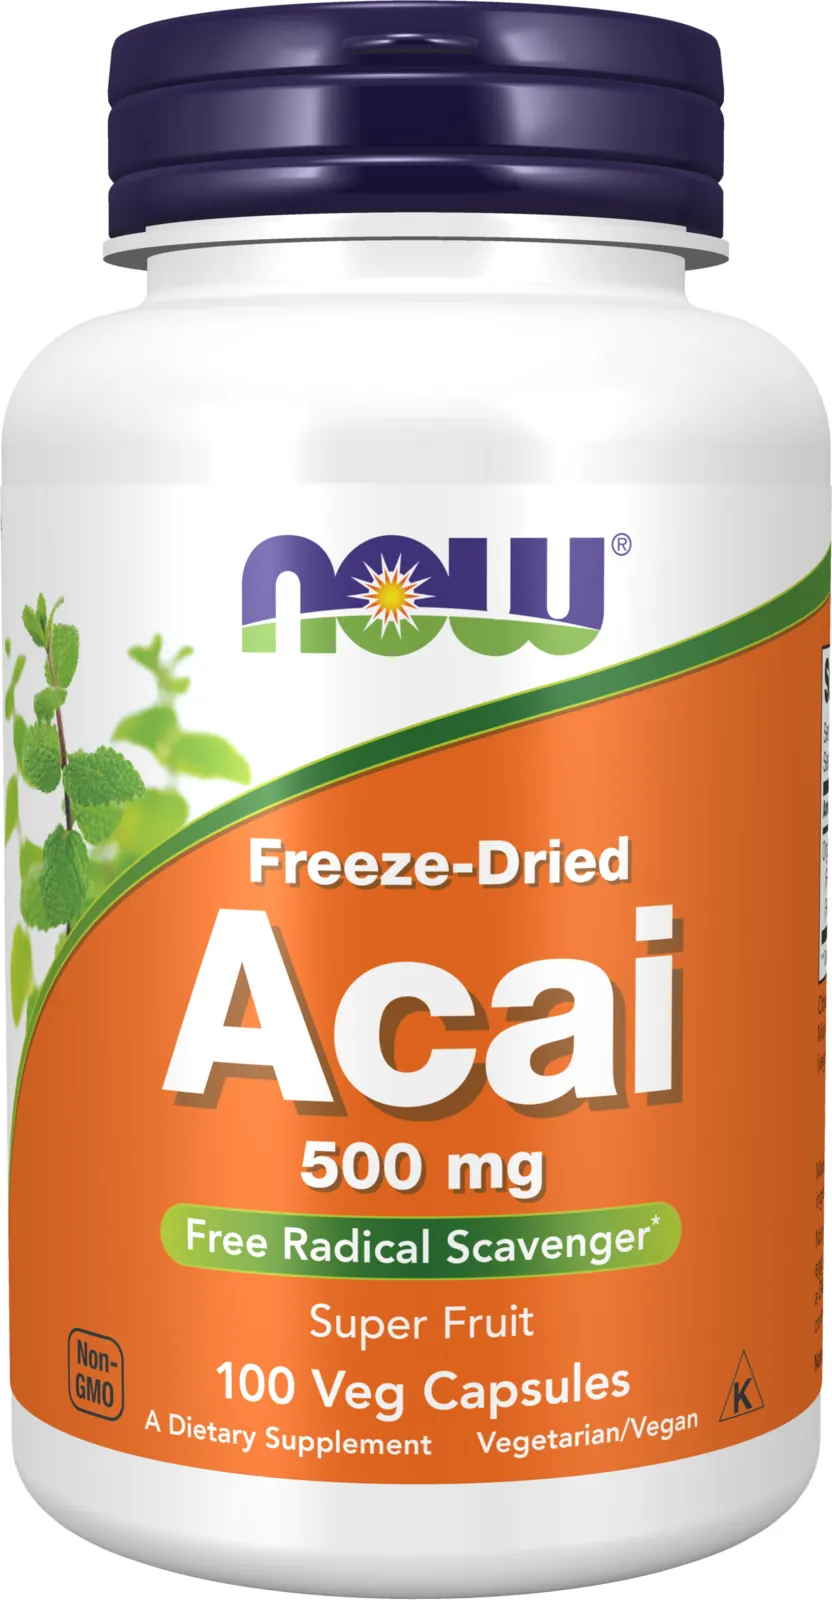 NOW®
Freeze-Dried
Acai
500 mg
Free Radical Scavenger*
Super Fruit
100 Veg Capsules
Non-
GMO
K
A Dietary Supplement
Vegetarian/Vegan